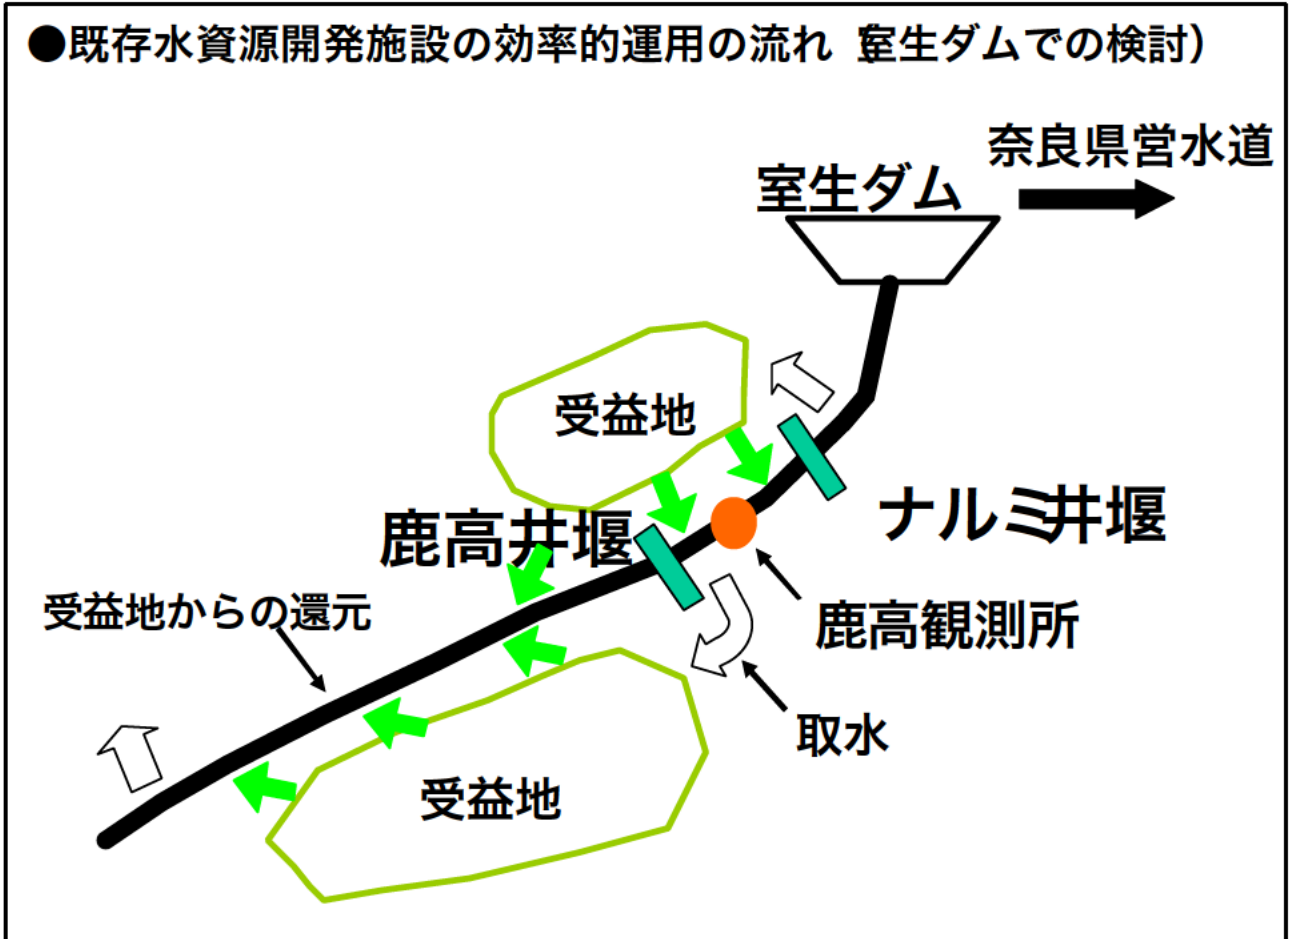 ●既存水資源開発施設の効率的運用の流れ（室生ダムでの検討）
奈良県営水道
室生ダム
受益地
ナルミ井堰
鹿高井堰
受益地からの還元
鹿高観測所
取水
受益地